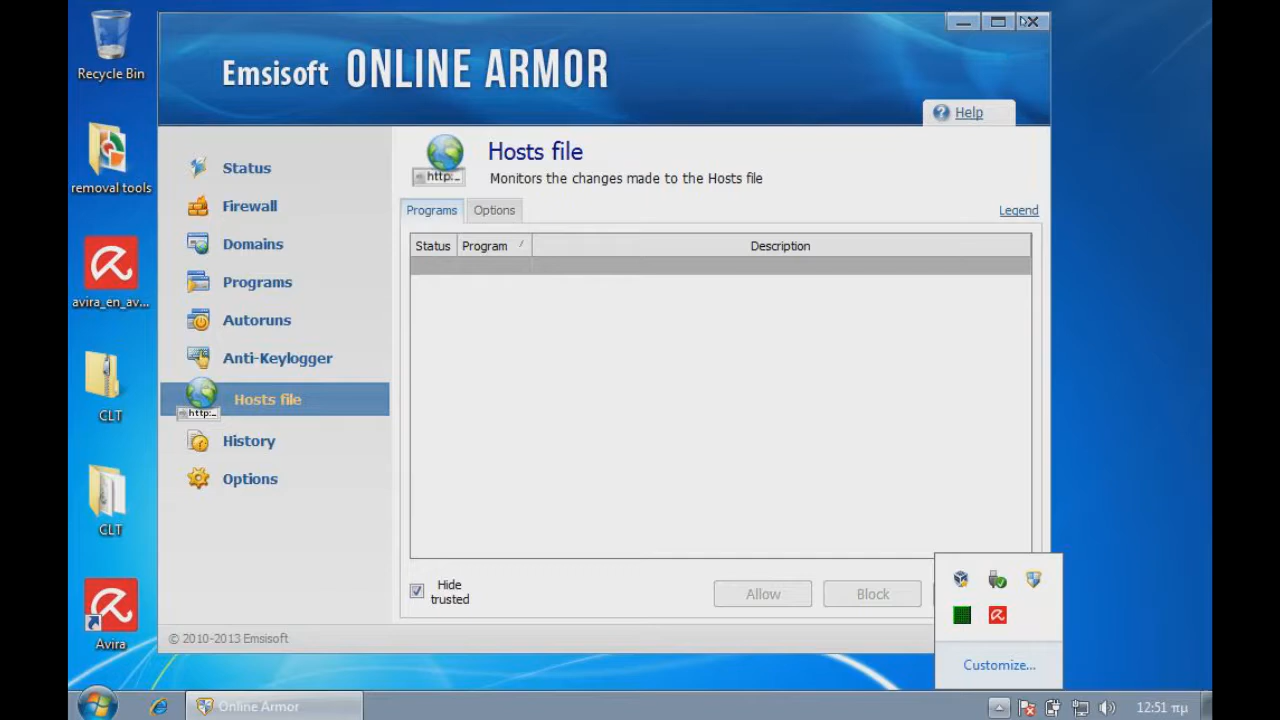 Recycle Bin
removal tools
avira_en_av...
CLT
CLT
Avira
Emsisoft ONLINE ARMOR
Help
Status
Firewall
Domains
Programs
Autoruns
Anti-Keylogger
Hosts file
http:..
History
Options
http:..
Hosts file
Monitors the changes made to the Hosts file
Programs Options Legend
Status Program / Description
Hide
trusted
Allow Block
© 2010-2013 Emsisoft
Customize...
Online Armor
12:51 πμ